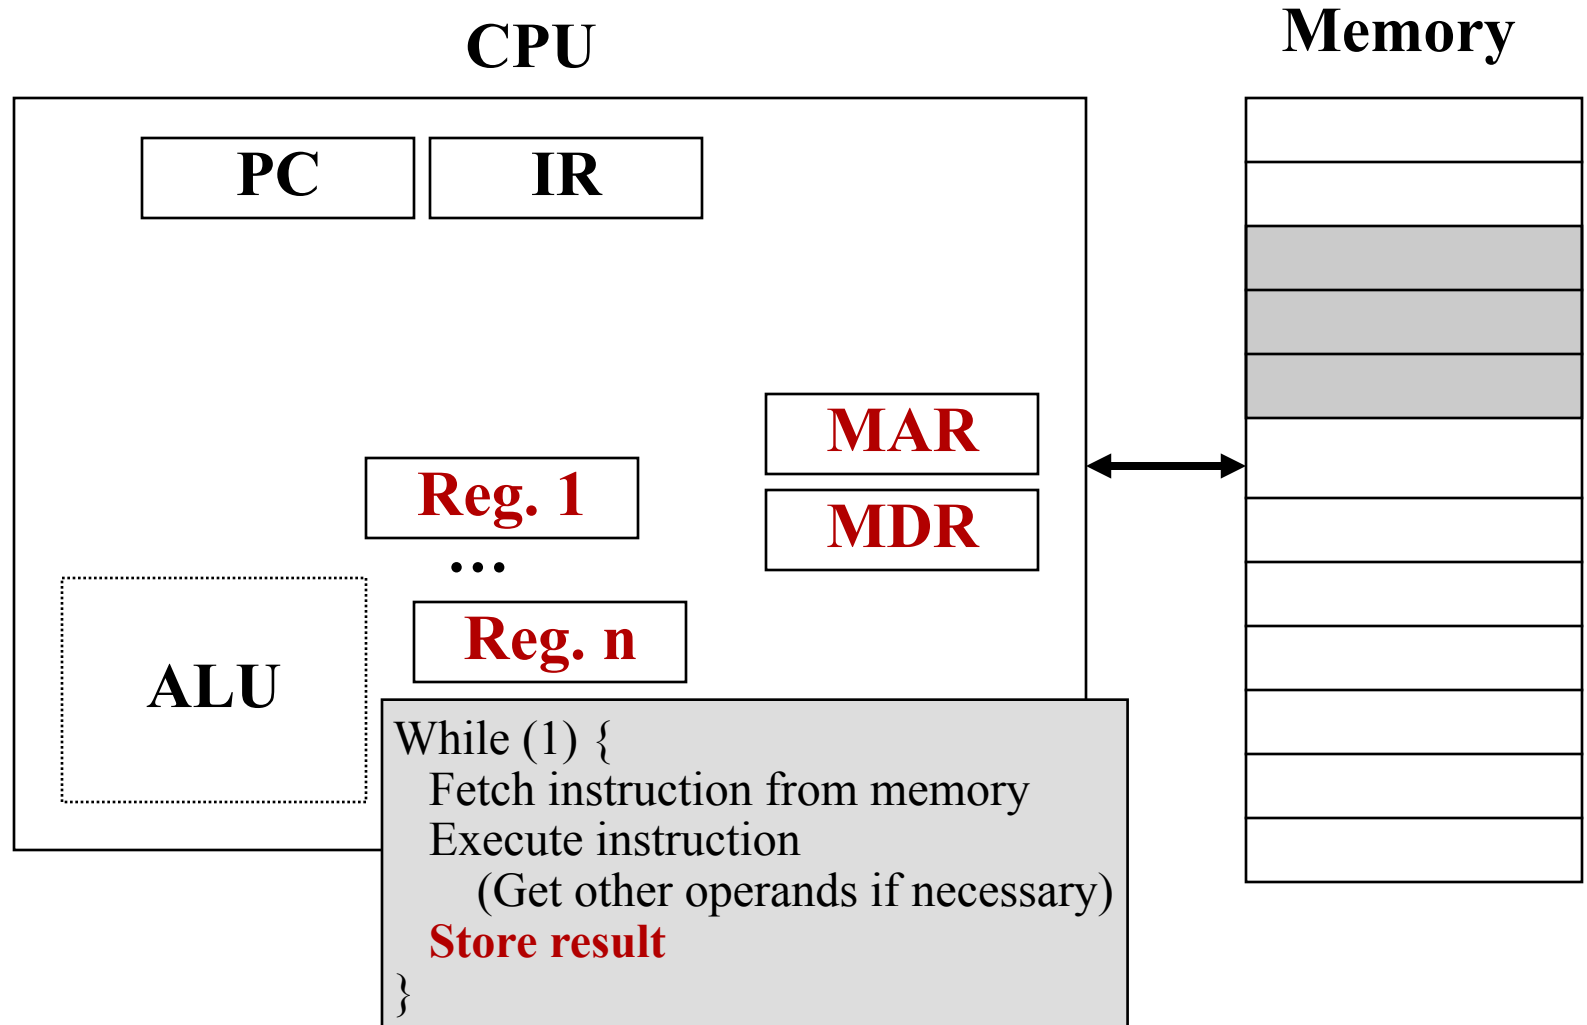 CPU
Memory
PC
IR
MAR
Reg. 1
MDR
...
Reg. n
ALU
While (1) {
Fetch instruction from memory
Execute instruction
(Get other operands if necessary)
Store result
}